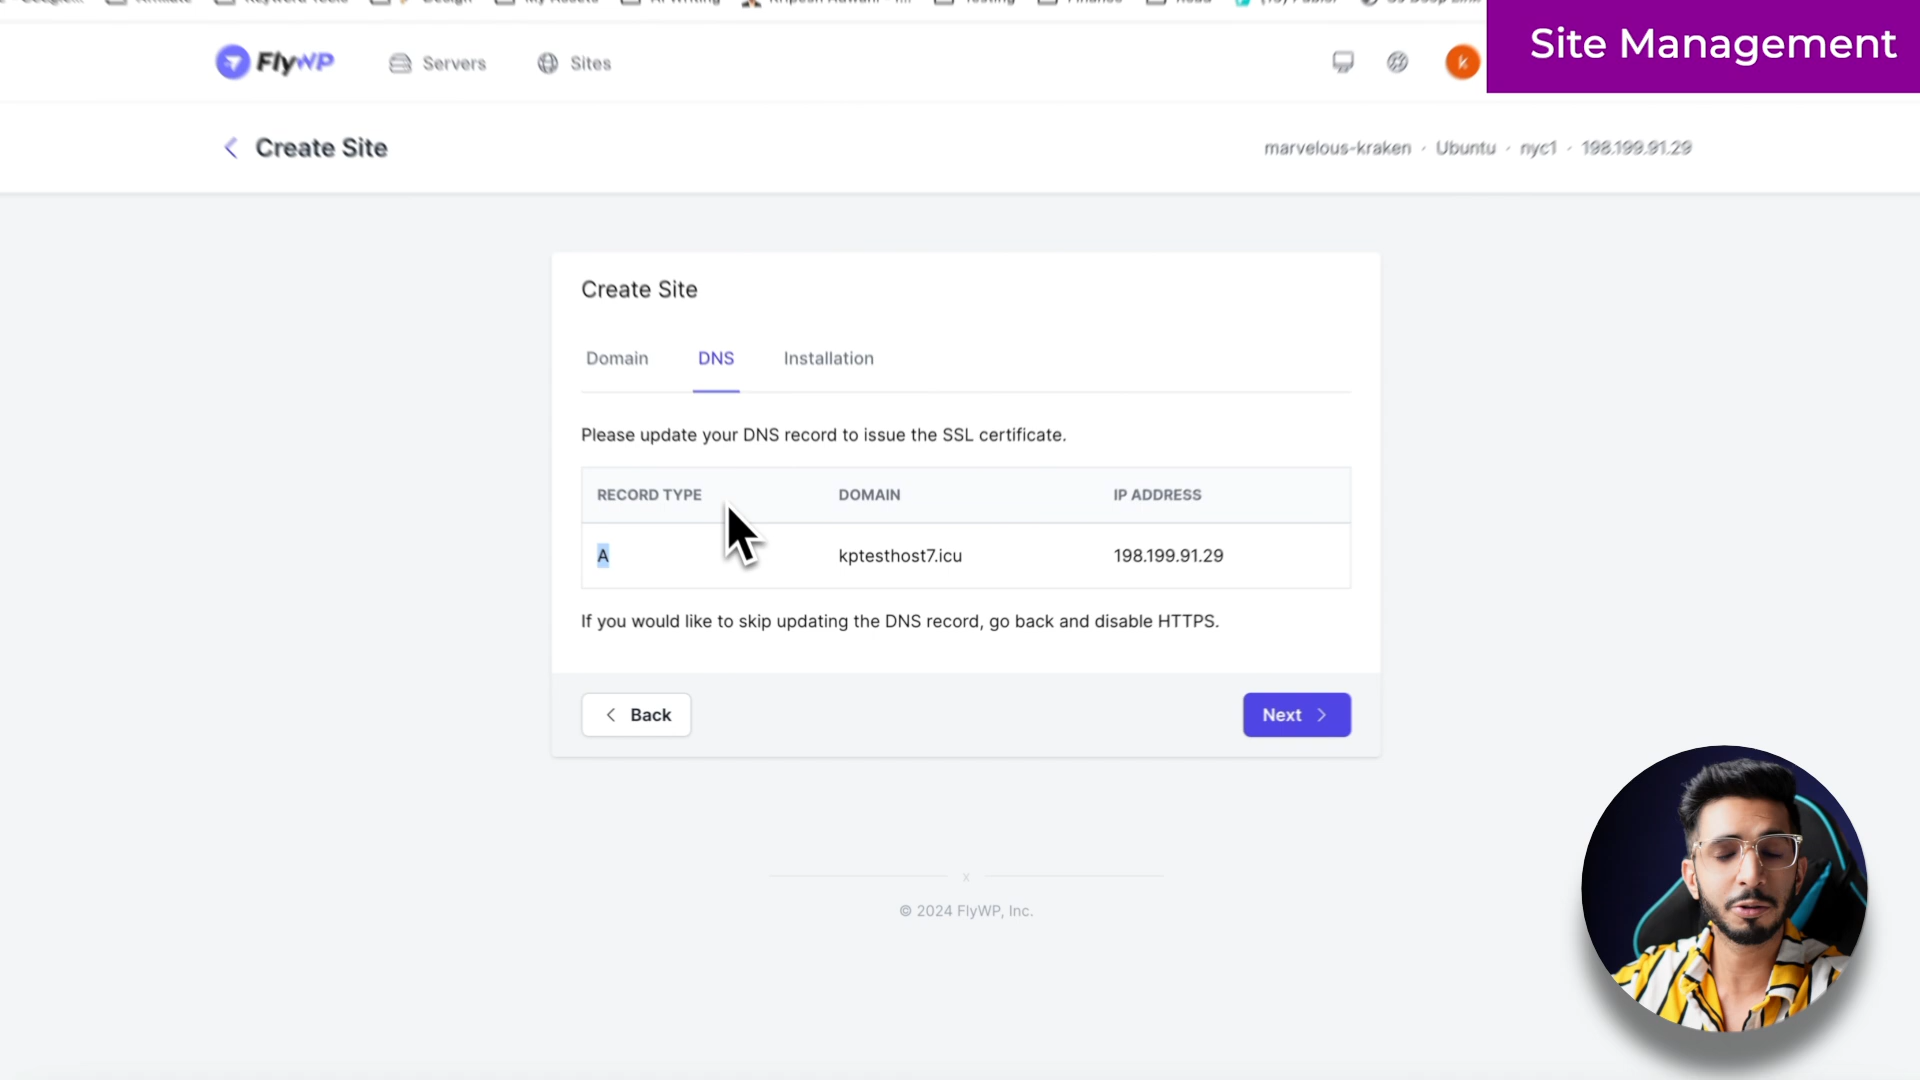 Site Management
FlyWP
Servers
Sites
k
Create Site
marvelous-kraken · Ubuntu · nyc1 · 198.199.91.29
Create Site
Domain
DNS
Installation
Please update your DNS record to issue the SSL certificate.
RECORD TYPE
DOMAIN
IP ADDRESS
A
kptesthost7.icu
198.199.91.29
If you would like to skip updating the DNS record, go back and disable HTTPS.
Back
Next
x
© 2024 FlyWP, Inc.